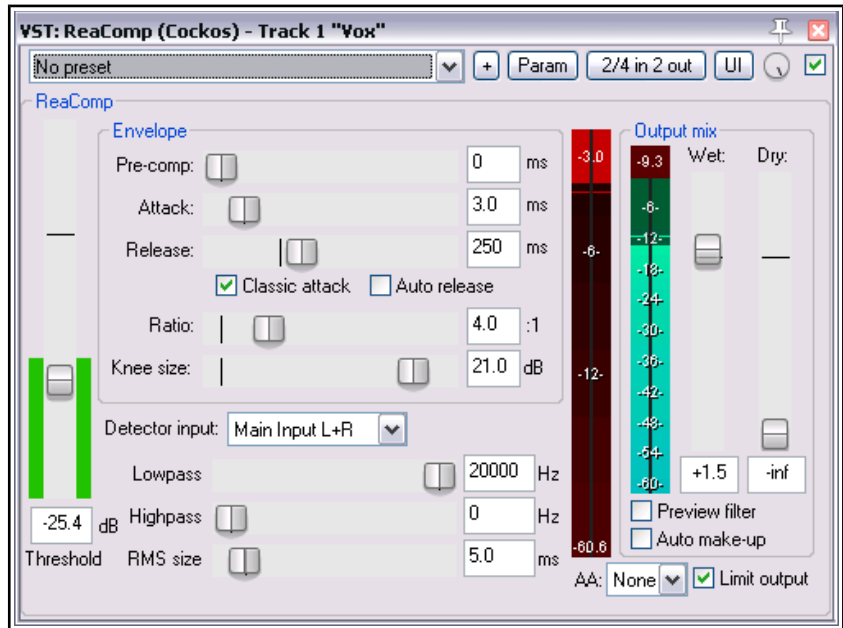 VST: ReaComp (Cockos) - Track 1 "Vox"
No preset
+
Param
2/4 in 2 out
UI
ReaComp
Envelope
Pre-comp: 0 ms
Attack: 3.0 ms
Release: 250 ms
Classic attack Auto release
Ratio: 4.0 :1
Knee size: 21.0 dB
Detector input: Main Input L+R
Lowpass 20000 Hz
Highpass 0 Hz
RMS size 5.0 ms
-25.4 dB
Threshold
-3.0
-6-
-12-
-60.6
Output mix
Wet: Dry:
-9.3
-6-
-12-
-18-
-24-
-30-
-36-
-42-
-48-
-54-
-60-
+1.5 -inf
Preview filter
Auto make-up
AA: None Limit output